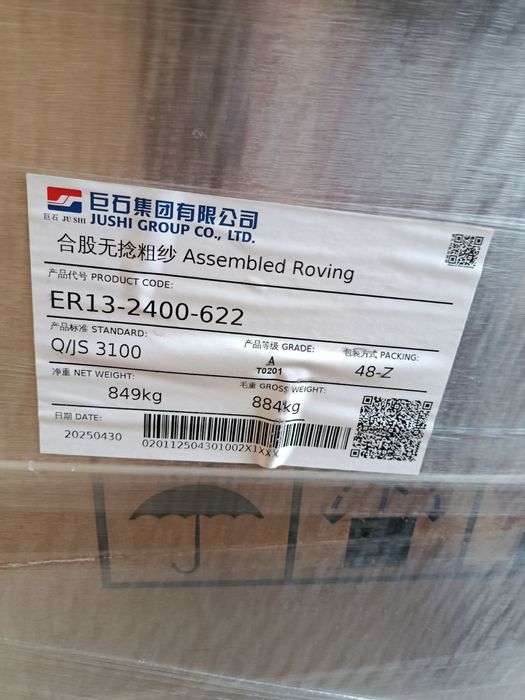 巨石 JU SHI
巨石集团有限公司
JUSHI GROUP CO., LTD.
合股无捻粗纱 Assembled Roving
产品代号 PRODUCT CODE:
ER13-2400-622
产品标准 STANDARD:
Q/JS 3100
产品等级 GRADE:
A
T0201
包装方式 PACKING:
48-Z
净重 NET WEIGHT:
849kg
毛重 GROSS WEIGHT:
884kg
日期 DATE:
20250430
020112504301002X1XXX